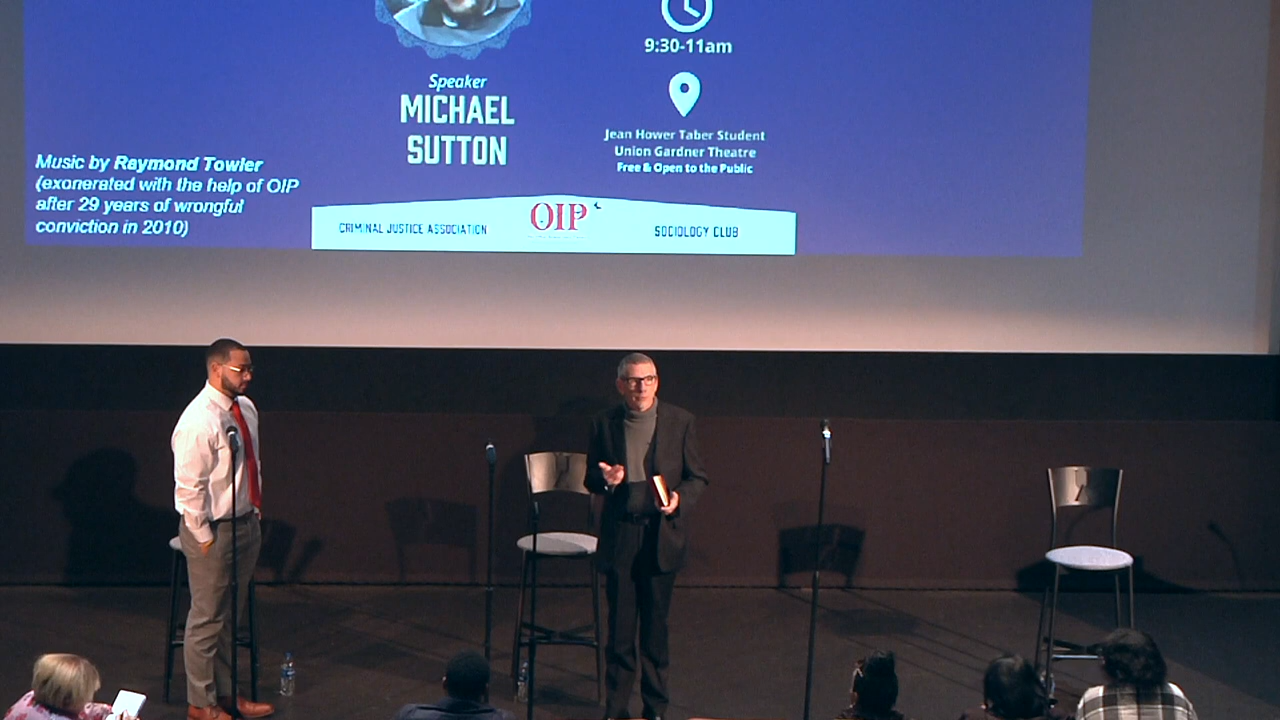 9:30-11am
Speaker
MICHAEL
SUTTON
Jean Hower Taber Student
Union Gardner Theatre
Free & Open to the Public
Music by Raymond Towler
(exonerated with the help of OIP
after 29 years of wrongful
conviction in 2010)
CRIMINAL JUSTICE ASSOCIATION
OIP
SOCIOLOGY CLUB